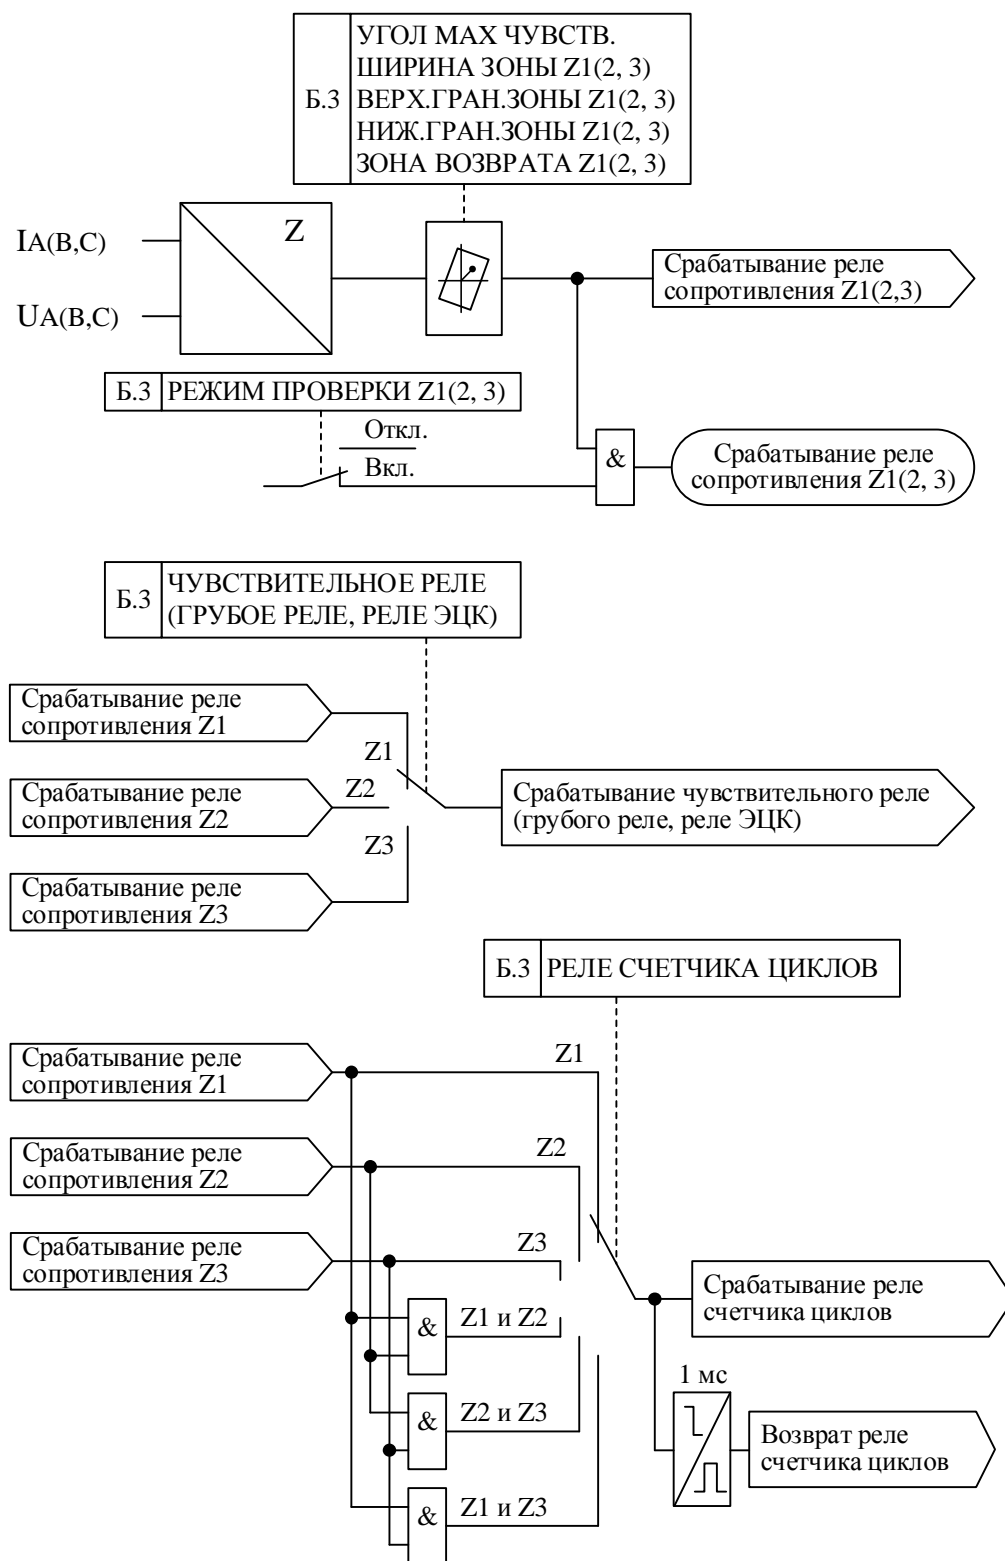 Б.3
УГОЛ МАХ ЧУВСТВ.
ШИРИНА ЗОНЫ Z1(2, 3)
ВЕРХ.ГРАН.ЗОНЫ Z1(2, 3)
НИЖ.ГРАН.ЗОНЫ Z1(2, 3)
ЗОНА ВОЗВРАТА Z1(2, 3)
IA(B,C)
UA(B,C)
Z
Срабатывание реле
сопротивления Z1(2,3)
Б.3
РЕЖИМ ПРОВЕРКИ Z1(2, 3)
Откл.
Вкл.
&
Срабатывание реле
сопротивления Z1(2, 3)
Б.3
ЧУВСТВИТЕЛЬНОЕ РЕЛЕ
(ГРУБОЕ РЕЛЕ, РЕЛЕ ЭЦК)
Срабатывание реле
сопротивления Z1
Z1
Срабатывание реле
сопротивления Z2
Z2
Срабатывание чувствительного реле
(грубого реле, реле ЭЦК)
Z3
Срабатывание реле
сопротивления Z3
Б.3
РЕЛЕ СЧЕТЧИКА ЦИКЛОВ
Срабатывание реле
сопротивления Z1
Z1
Срабатывание реле
сопротивления Z2
Z2
Срабатывание реле
сопротивления Z3
Z3
Срабатывание реле
счетчика циклов
&
Z1 и Z2
1 мс
&
Z2 и Z3
Возврат реле
счетчика циклов
&
Z1 и Z3